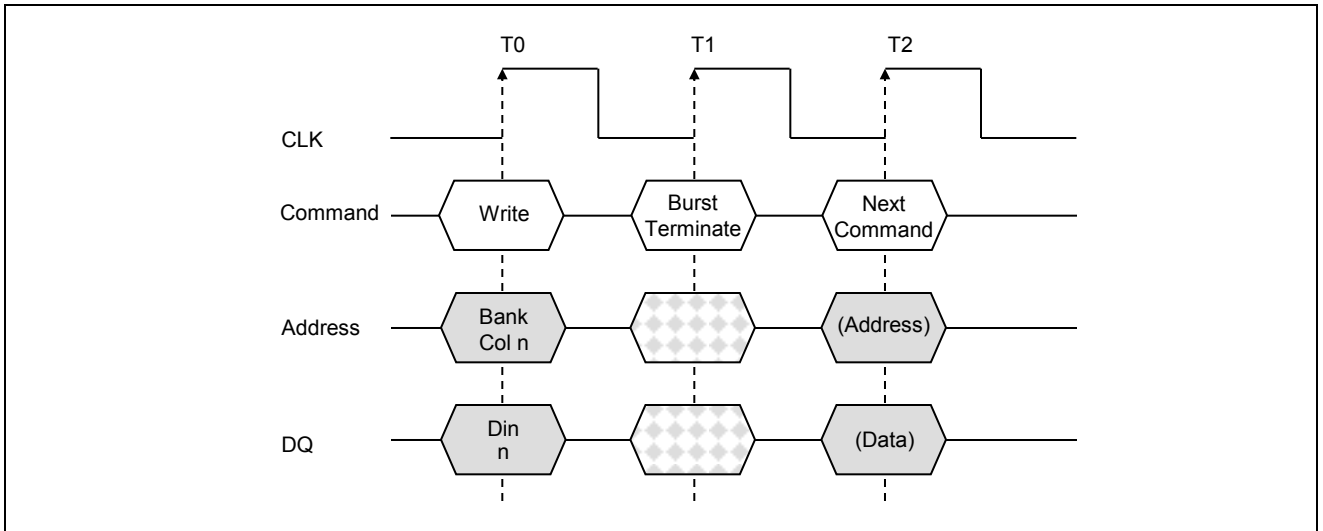 T0 T1 T2
CLK
Command
Write
Burst
Terminate
Next
Command
Address
Bank
Col n
(Address)
DQ
Din
n
(Data)